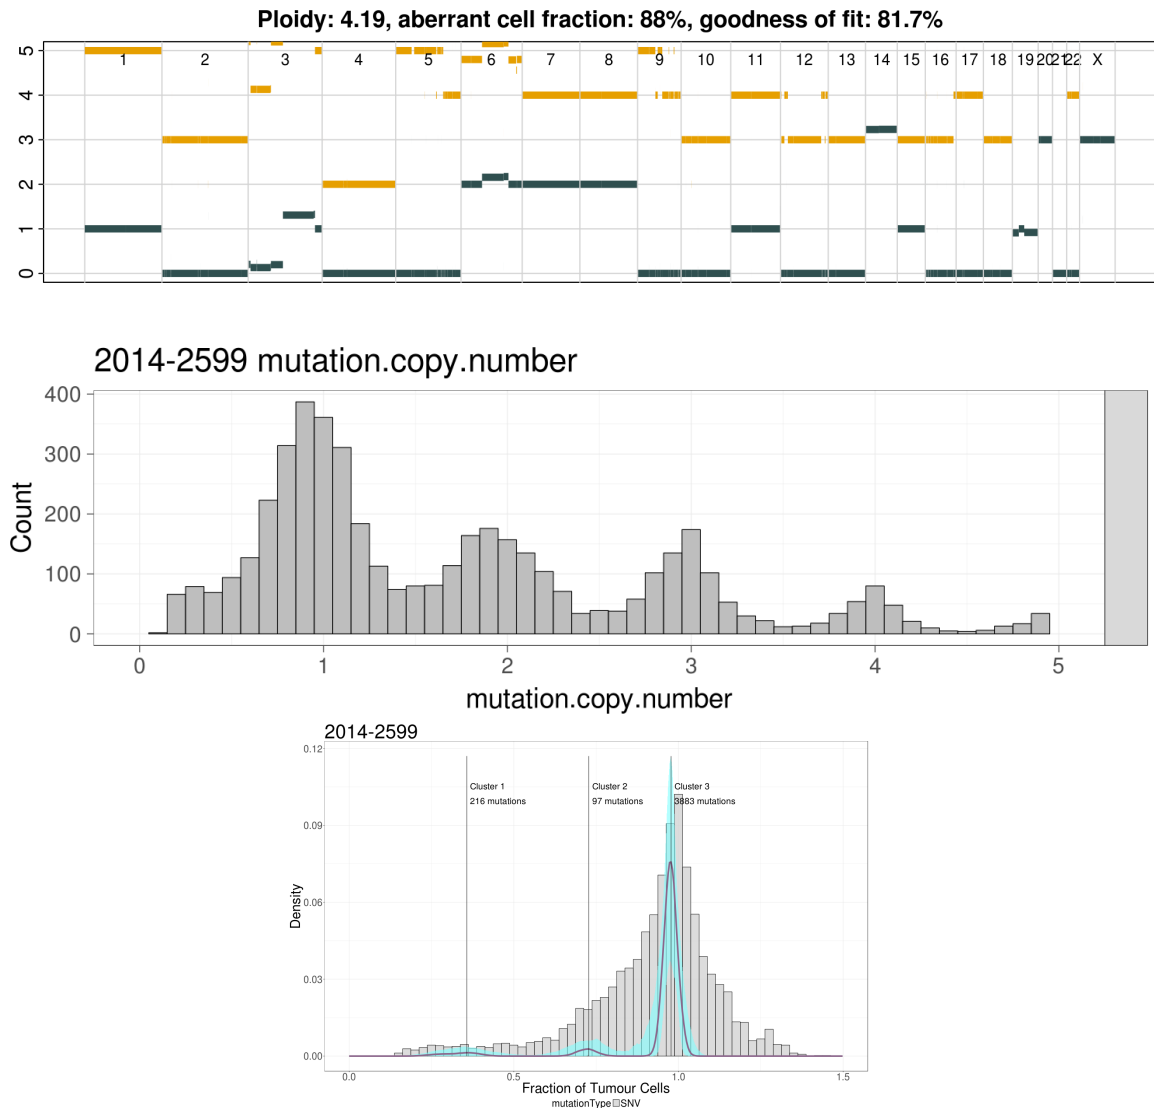 Ploidy: 4.19, aberrant cell fraction: 88%, goodness of fit: 81.7%
5
4
3
2
1
0
1 2 3 4 5 6 7 8 9 10 11 12 13 14 15 16 17 18 19 20 21 22 X
2014-2599 mutation.copy.number
Count
400
300
200
100
0
0 1 2 3 4 5
mutation.copy.number
2014-2599
Density
0.12
0.09
0.06
0.03
0.00
Cluster 1
216 mutations
Cluster 2
97 mutations
Cluster 3
3883 mutations
0.0 0.5 1.0 1.5
Fraction of Tumour Cells
mutationType SNV